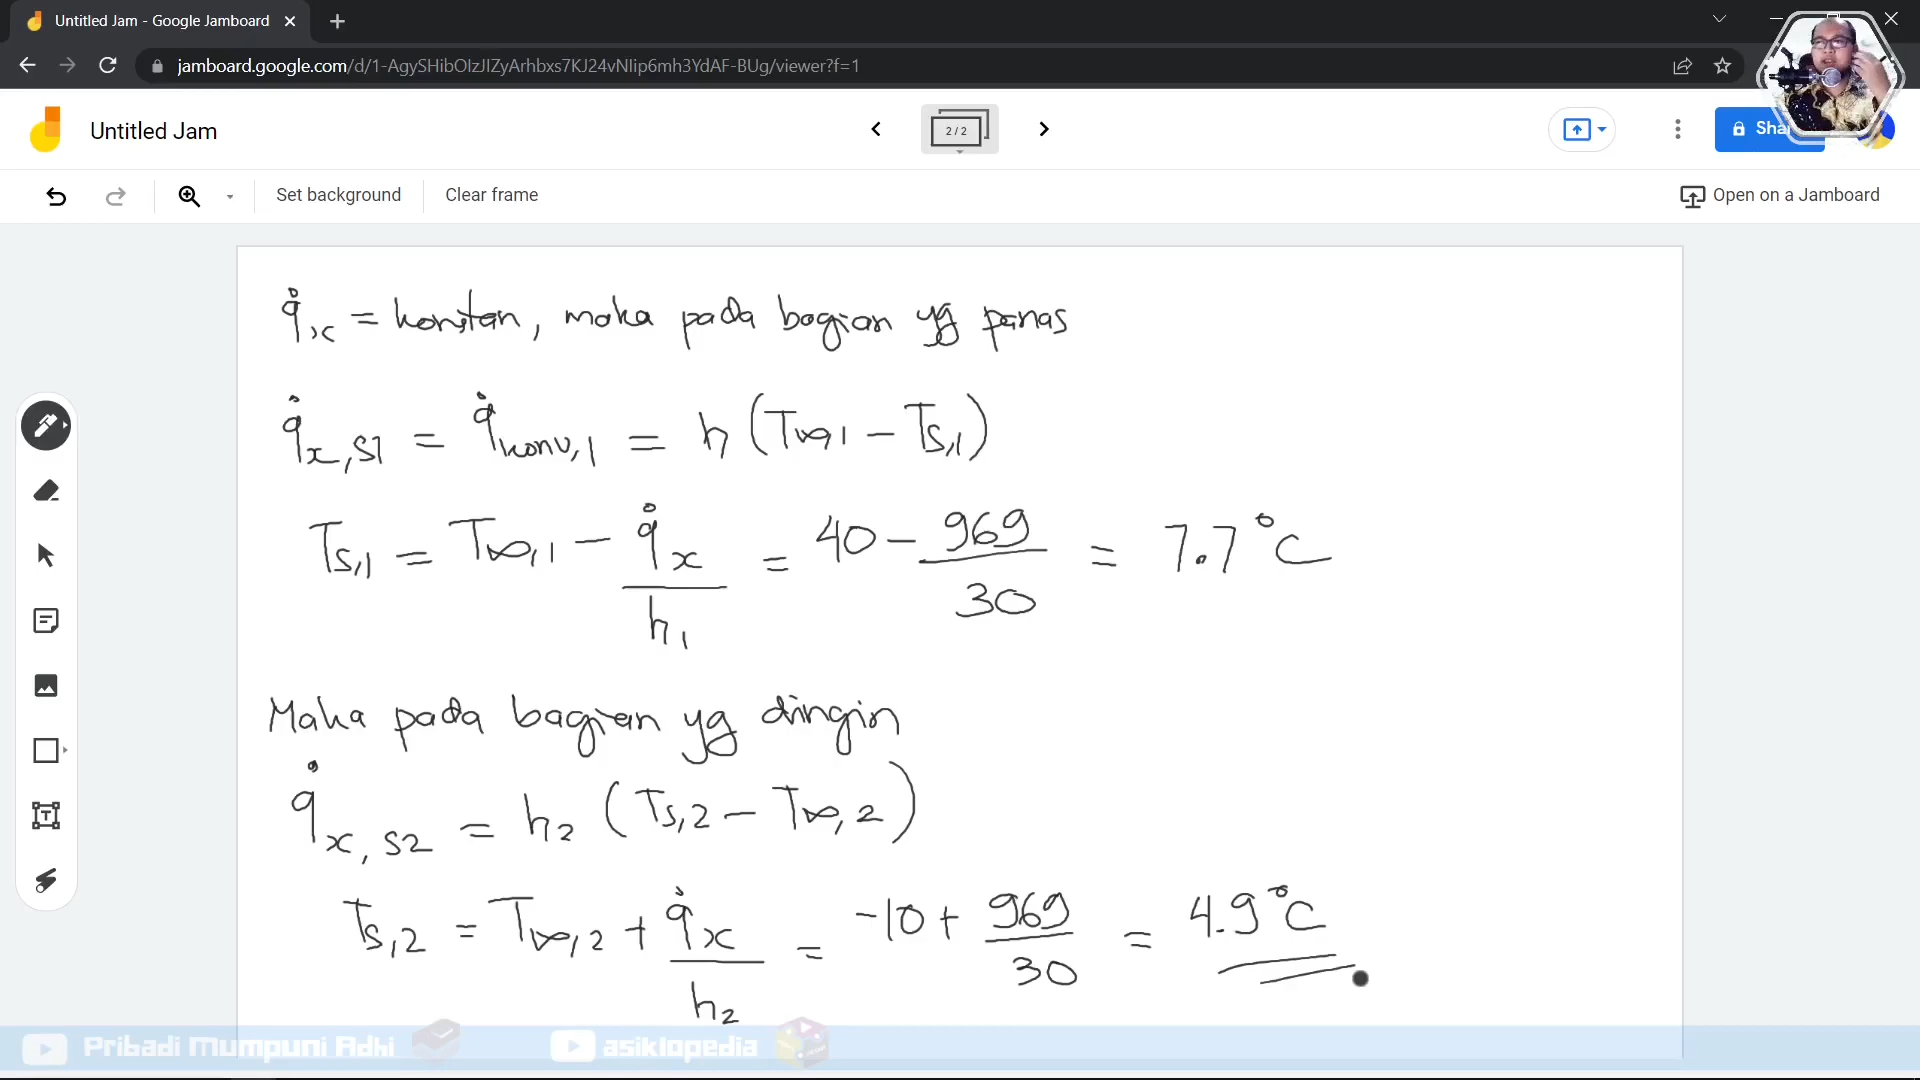 Untitled Jam - Google Jamboard
jamboard.google.com/d/1-AgySHibOIzJIZyArhbxs7KJ24vNIip6mh3YdAF-BUg/viewer?f=1
Untitled Jam
2 / 2
Sha
Set background
Clear frame
Open on a Jamboard
q̊x = konstan, maka pada bagian yg panas
q̊x,S1 = q̊konv,1 = h (T∞,1 − Ts,1)
Ts,1 = T∞,1 − q̊x / h1 = 40 − 969 / 30 = 7.7 °C
Maka pada bagian yg dingin
q̊x,S2 = h2 (Ts,2 − T∞,2)
Ts,2 = T∞,2 + q̊x / h2 = -10 + 969 / 30 = 4.9 °C
Pribadi Mumpuni Adhi
asiklopedia